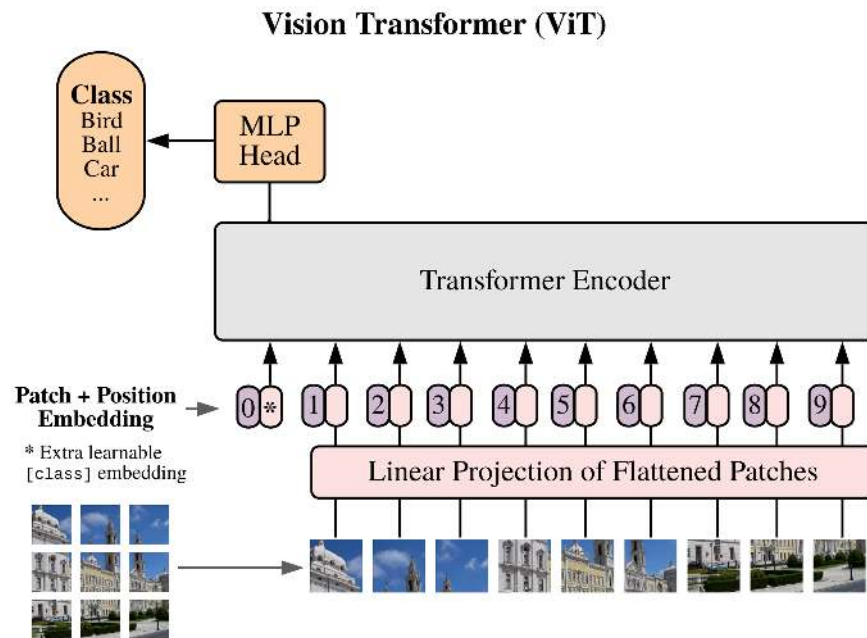 Vision Transformer (ViT)
Class
Bird
Ball
Car
...
MLP
Head
Transformer Encoder
Patch + Position
Embedding
0 * 1 2 3 4 5 6 7 8 9
* Extra learnable
[class] embedding
Linear Projection of Flattened Patches